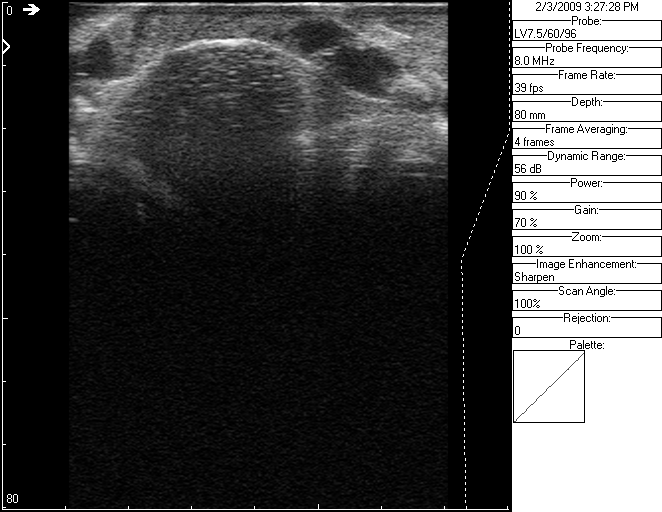 0
80
2/3/2009 3:27:28 PM
Probe:
LV7.5/60/96
Probe Frequency:
8.0 MHz
Frame Rate:
39 fps
Depth:
80 mm
Frame Averaging:
4 frames
Dynamic Range:
56 dB
Power:
90 %
Gain:
70 %
Zoom:
100 %
Image Enhancement:
Sharpen
Scan Angle:
100%
Rejection:
0
Palette: